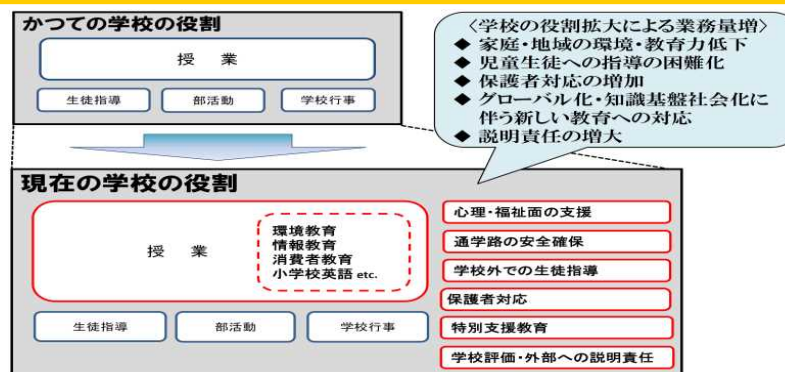 かつての学校の役割
授 業
生徒指導
部活動
学校行事
〈学校の役割拡大による業務量増〉
◆ 家庭・地域の環境・教育力低下
◆ 児童生徒への指導の困難化
◆ 保護者対応の増加
◆ グローバル化・知識基盤社会化に
伴う新しい教育への対応
◆ 説明責任の増大
現在の学校の役割
授 業
環境教育
情報教育
消費者教育
小学校英語 etc.
生徒指導
部活動
学校行事
心理・福祉面の支援
通学路の安全確保
学校外での生徒指導
保護者対応
特別支援教育
学校評価・外部への説明責任